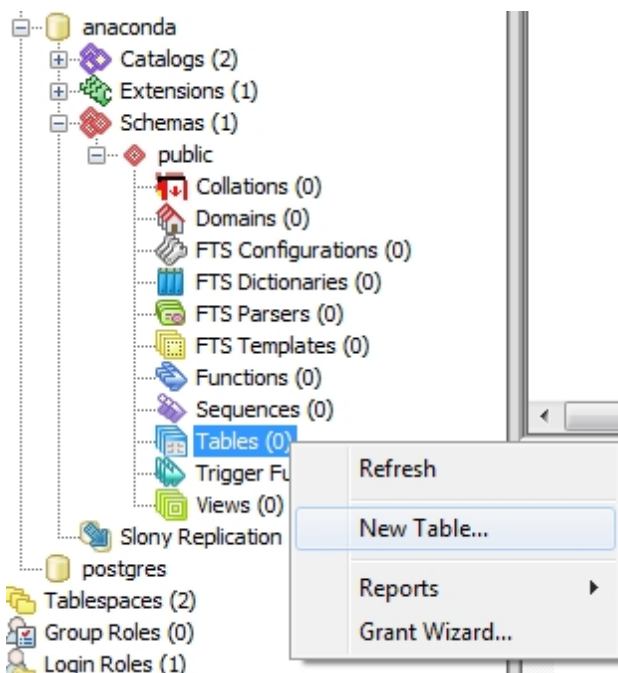 anaconda
Catalogs (2)
Extensions (1)
Schemas (1)
public
Collations (0)
Domains (0)
FTS Configurations (0)
FTS Dictionaries (0)
FTS Parsers (0)
FTS Templates (0)
Functions (0)
Sequences (0)
Tables (0)
Refresh
Trigger Fu
Views (0)
New Table...
Slony Replication
postgres
Reports
Tablespaces (2)
Group Roles (0)
Grant Wizard...
Login Roles (1)